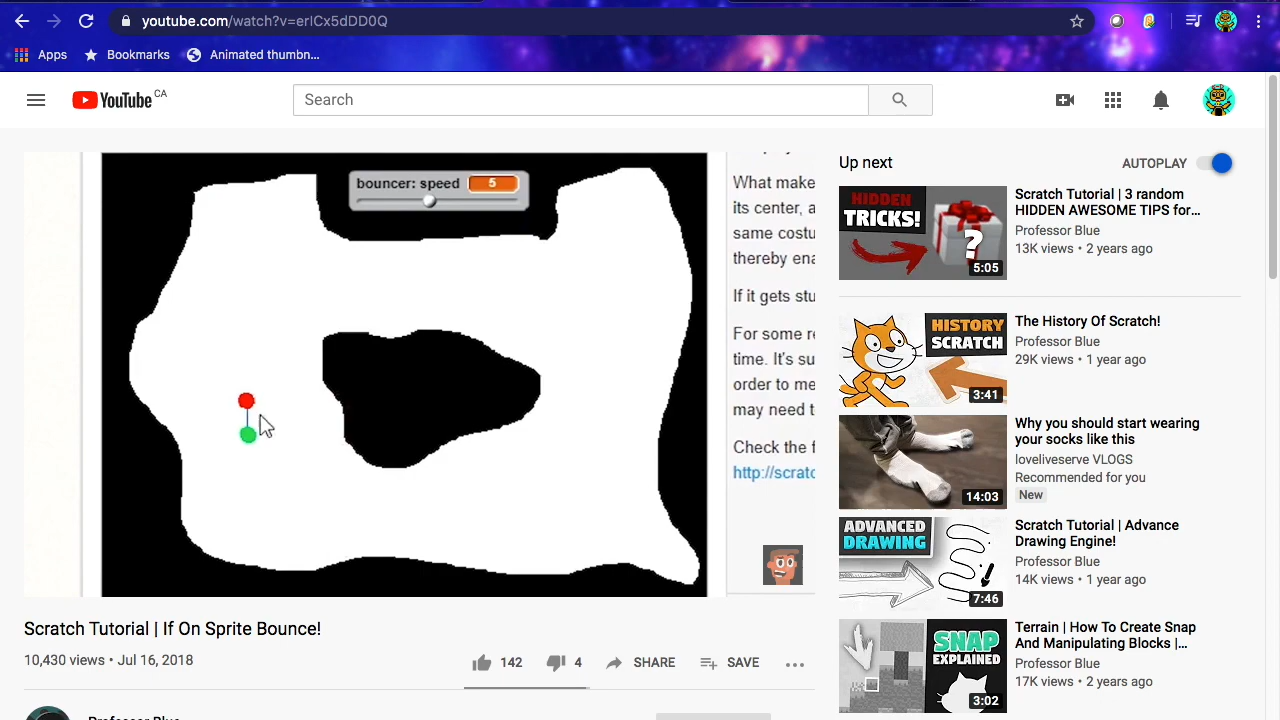 youtube.com/watch?v=erlCx5dDD0Q
Apps Bookmarks Animated thumbn...
YouTube CA
Search
bouncer: speed 5
What make
its center, a
same costu
thereby ena
If it gets stu
For some re
time. It's su
order to me
may need t
Check the f
http://scratc
Scratch Tutorial | If On Sprite Bounce!
10,430 views • Jul 16, 2018
142 4 SHARE SAVE
Up next
AUTOPLAY
HIDDEN
TRICKS!
?
5:05
Scratch Tutorial | 3 random
HIDDEN AWESOME TIPS for...
Professor Blue
13K views • 2 years ago
HISTORY
SCRATCH
3:41
The History Of Scratch!
Professor Blue
29K views • 1 year ago
14:03
Why you should start wearing
your socks like this
loveliveserve VLOGS
Recommended for you
New
ADVANCED
DRAWING
7:46
Scratch Tutorial | Advance
Drawing Engine!
Professor Blue
14K views • 1 year ago
SNAP
EXPLAINED
3:02
Terrain | How To Create Snap
And Manipulating Blocks |...
Professor Blue
17K views • 2 years ago